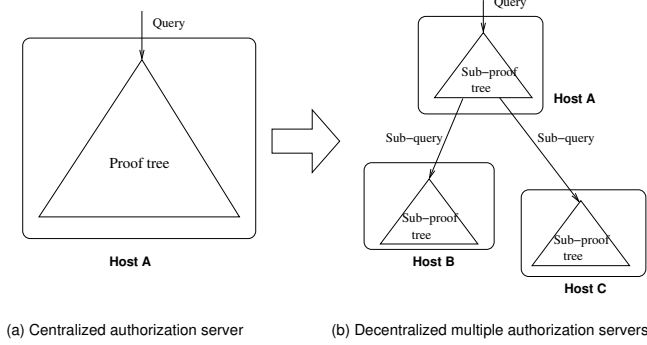 Query
Proof tree
Host A
(a) Centralized authorization server
Query
Sub−proof
tree
Host A
Sub−query
Sub−query
Sub−proof
tree
Host B
Sub−proof
tree
Host C
(b) Decentralized multiple authorization servers